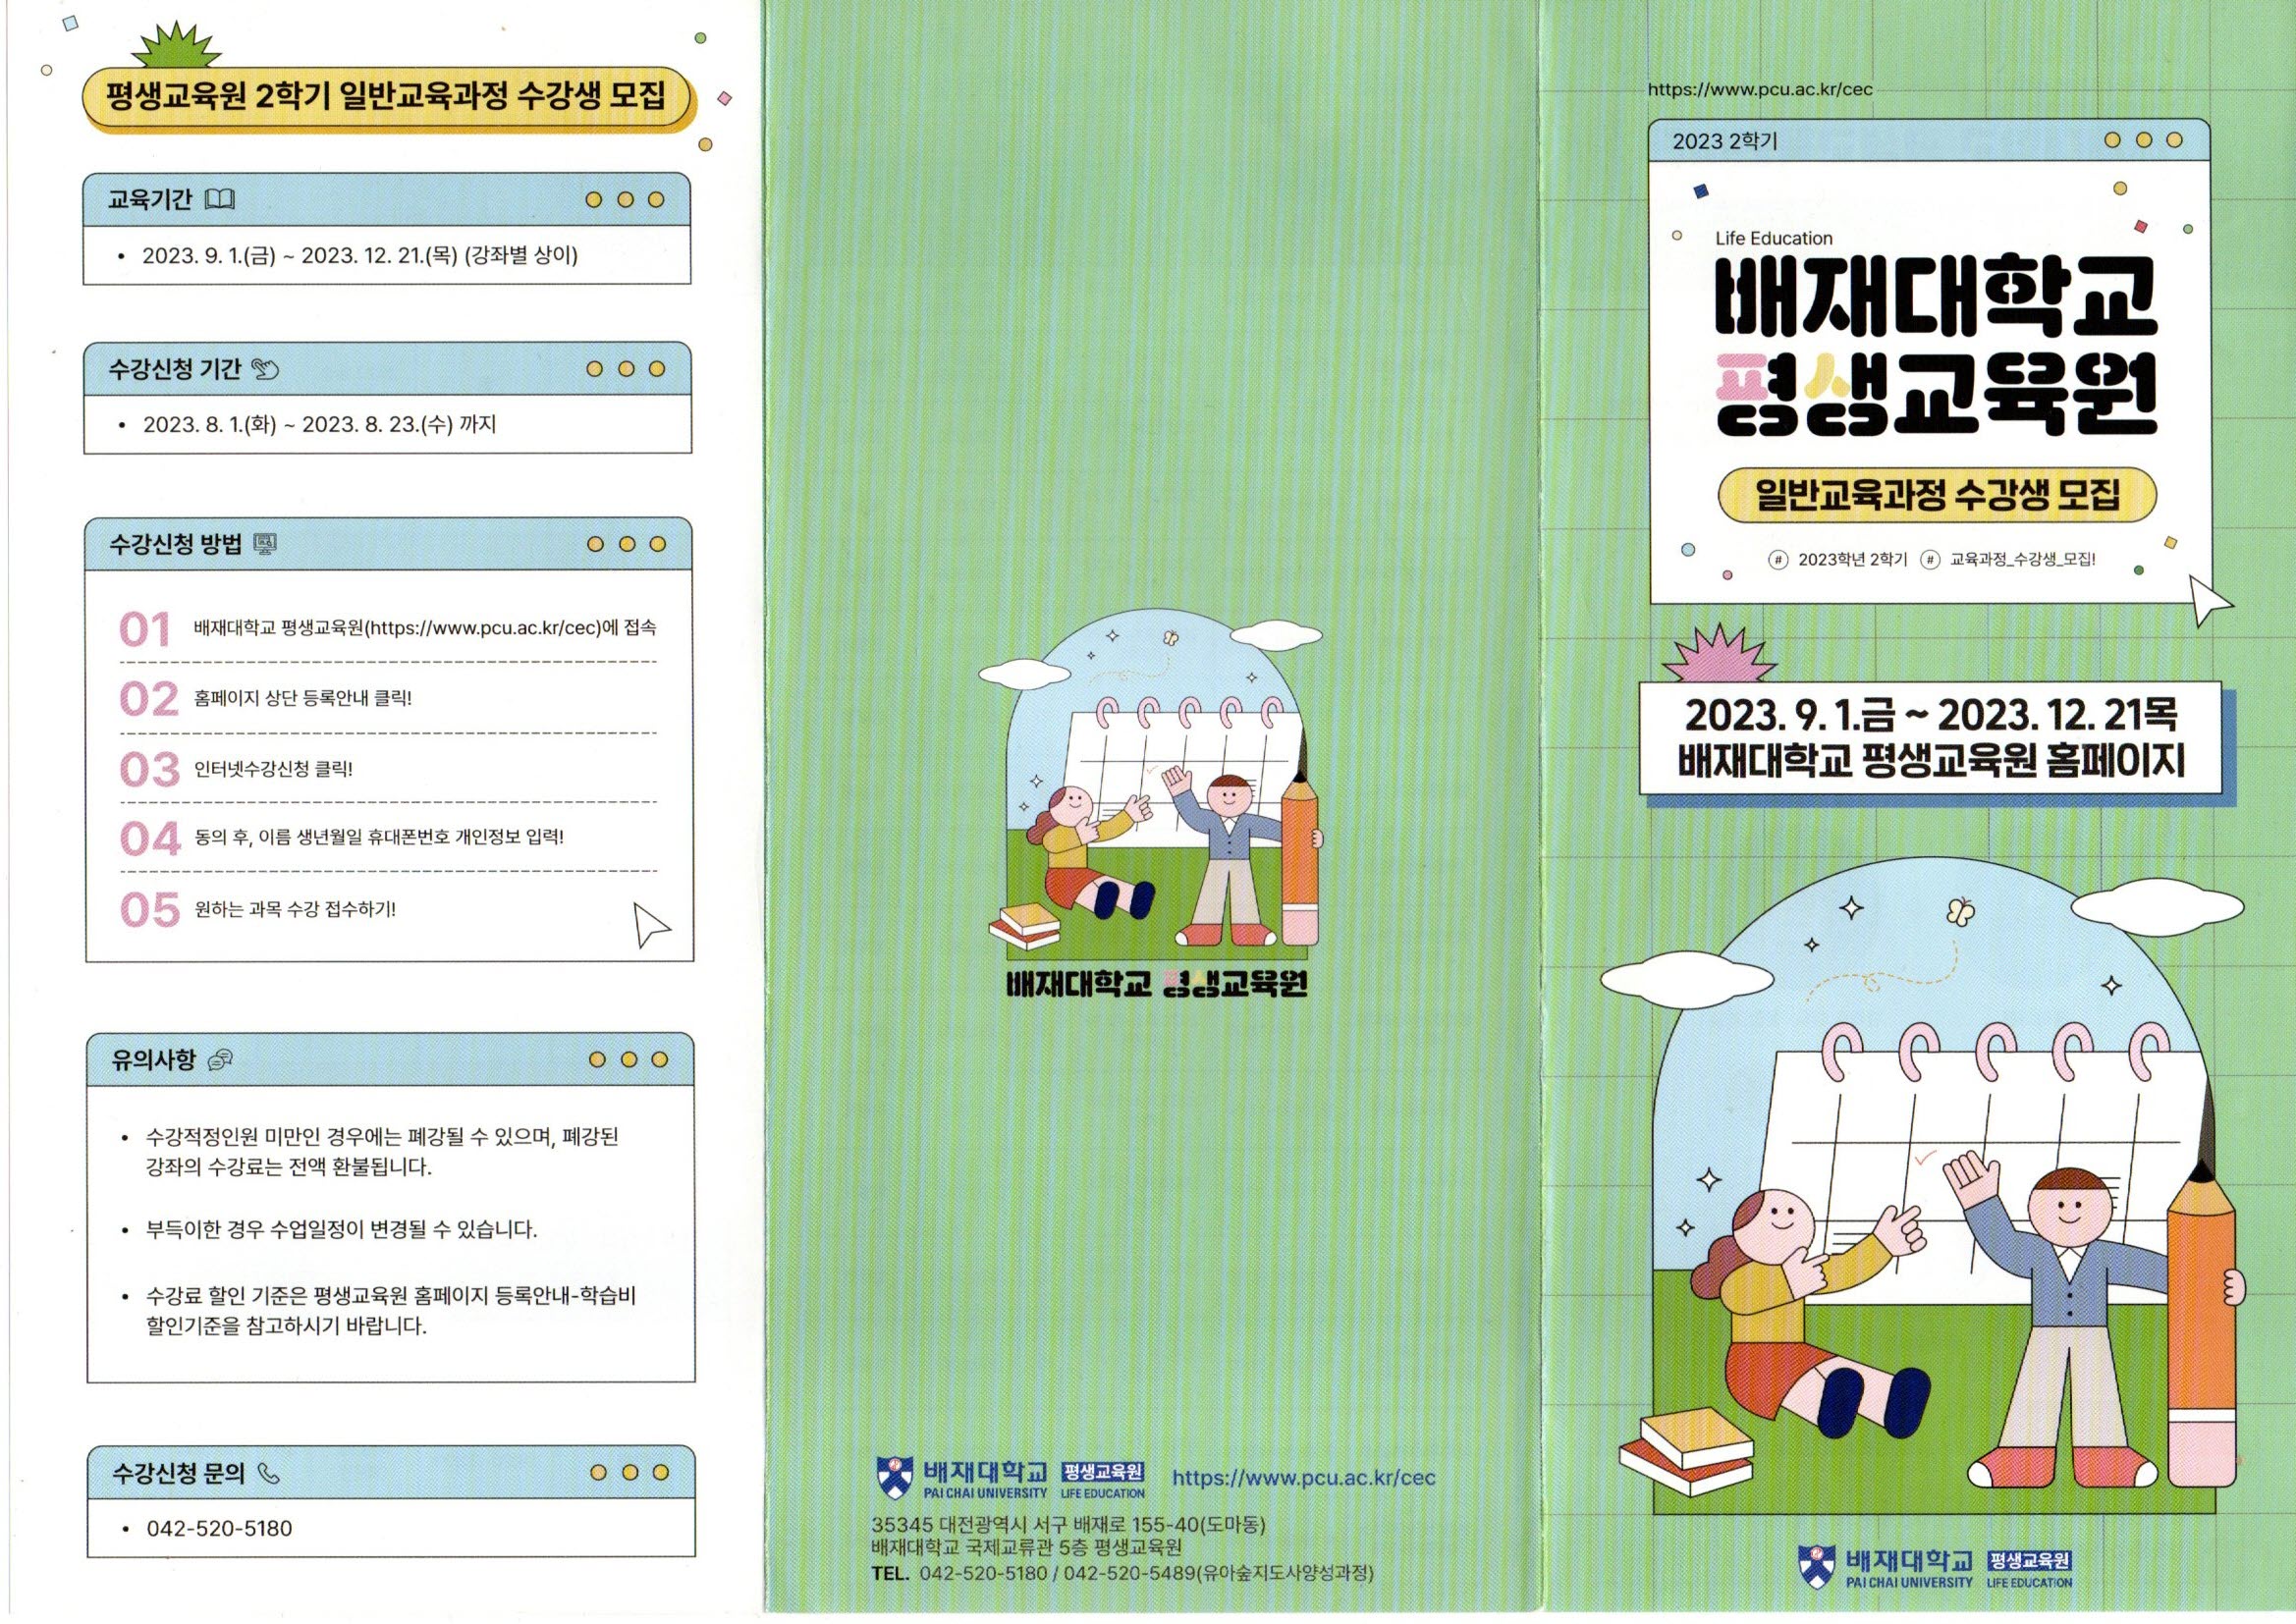 평생교육원 2학기 일반교육과정 수강생 모집
교육기간
• 2023. 9. 1.(금) ~ 2023. 12. 21.(목) (강좌별 상이)
수강신청 기간
• 2023. 8. 1.(화) ~ 2023. 8. 23.(수) 까지
수강신청 방법
01 배재대학교 평생교육원(https://www.pcu.ac.kr/cec)에 접속
02 홈페이지 상단 등록안내 클릭!
03 인터넷수강신청 클릭!
04 동의 후, 이름 생년월일 휴대폰번호 개인정보 입력!
05 원하는 과목 수강 접수하기!
유의사항
• 수강적정인원 미만인 경우에는 폐강될 수 있으며, 폐강된
강좌의 수강료는 전액 환불됩니다.
• 부득이한 경우 수업일정이 변경될 수 있습니다.
• 수강료 할인 기준은 평생교육원 홈페이지 등록안내-학습비
할인기준을 참고하시기 바랍니다.
수강신청 문의
• 042-520-5180
배재대학교 평생교육원
배재대학교 평생교육원 https://www.pcu.ac.kr/cec
PAI CHAI UNIVERSITY LIFE EDUCATION
35345 대전광역시 서구 배재로 155-40(도마동)
배재대학교 국제교류관 5층 평생교육원
TEL. 042-520-5180 / 042-520-5489(유아숲지도사양성과정)
https://www.pcu.ac.kr/cec
2023 2학기
Life Education
배재대학교
평생교육원
일반교육과정 수강생 모집
# 2023학년 2학기 # 교육과정_수강생_모집!
2023. 9. 1.금 ~ 2023. 12. 21목
배재대학교 평생교육원 홈페이지
배재대학교 평생교육원
PAI CHAI UNIVERSITY LIFE EDUCATION